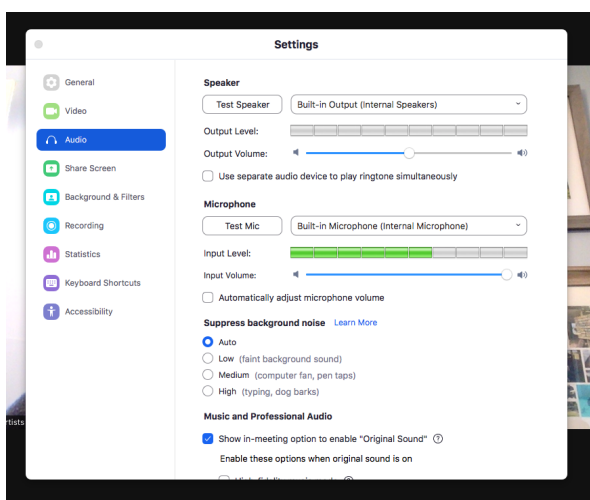 Settings
General
Video
Audio
Share Screen
Background & Filters
Recording
Statistics
Keyboard Shortcuts
Accessibility
Speaker
Test Speaker Built-in Output (Internal Speakers)
Output Level:
Output Volume:
Use separate audio device to play ringtone simultaneously
Microphone
Test Mic Built-in Microphone (Internal Microphone)
Input Level:
Input Volume:
Automatically adjust microphone volume
Suppress background noise Learn More
Auto
Low (faint background sound)
Medium (computer fan, pen taps)
High (typing, dog barks)
Music and Professional Audio
Show in-meeting option to enable "Original Sound" ?
Enable these options when original sound is on